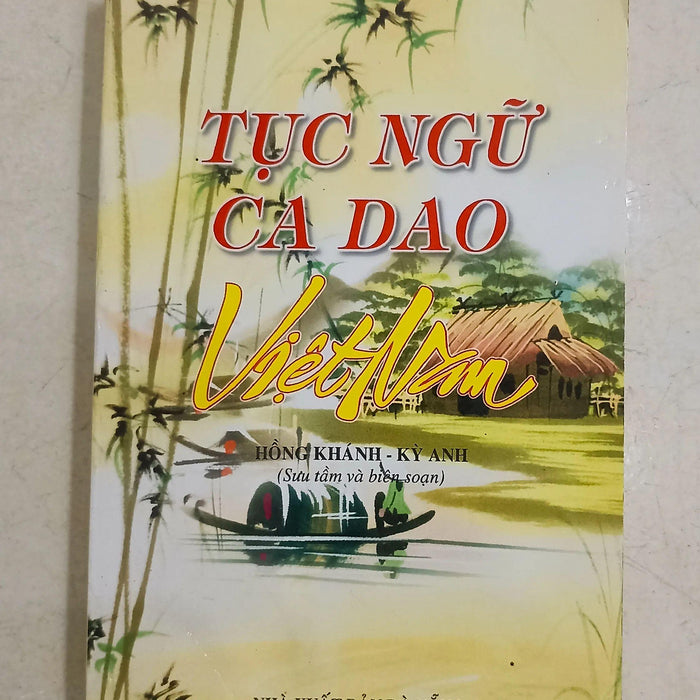 TỤC NGỮ
CA DAO
Việt Nam
HỒNG KHÁNH - KỲ ANH
(Sưu tầm và biên soạn)